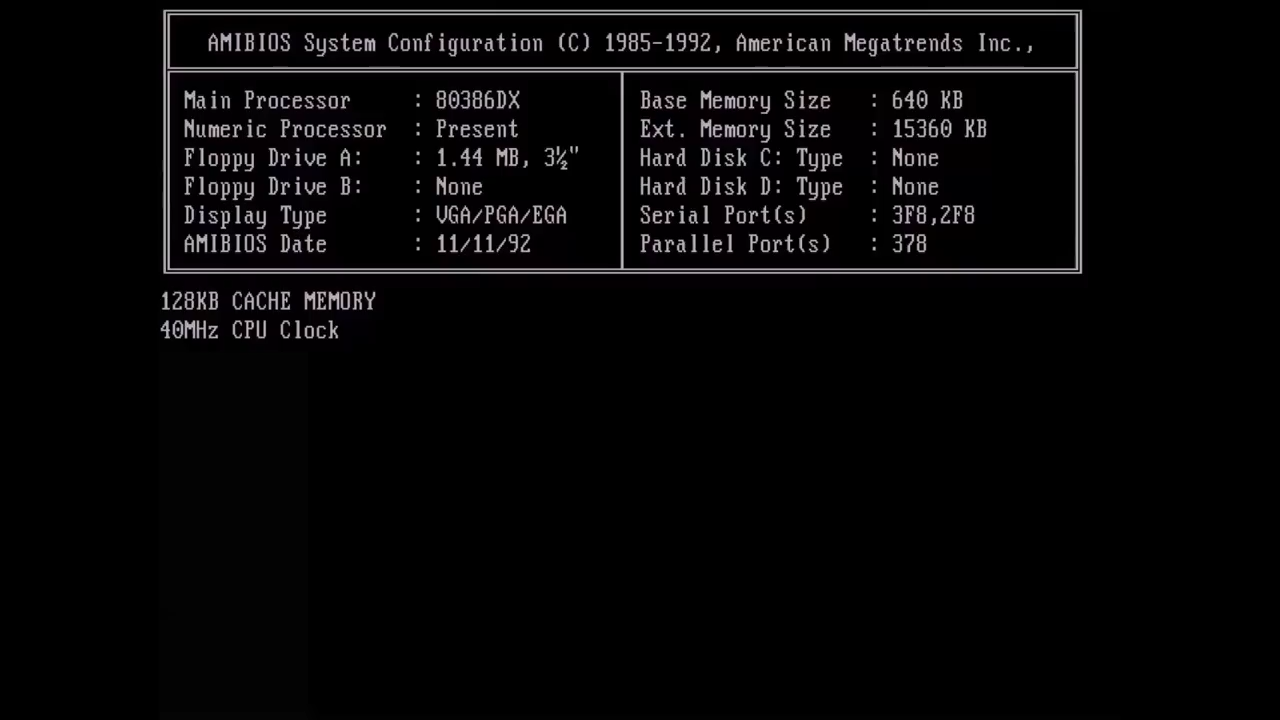 AMIBIOS System Configuration (C) 1985-1992, American Megatrends Inc.,
Main Processor : 80386DX
Numeric Processor : Present
Floppy Drive A: : 1.44 MB, 3½"
Floppy Drive B: : None
Display Type : VGA/PGA/EGA
AMIBIOS Date : 11/11/92
Base Memory Size : 640 KB
Ext. Memory Size : 15360 KB
Hard Disk C: Type : None
Hard Disk D: Type : None
Serial Port(s) : 3F8,2F8
Parallel Port(s) : 378
128KB CACHE MEMORY
40MHz CPU Clock